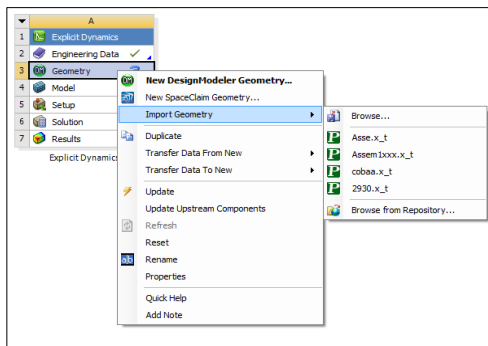 A
1 Explicit Dynamics
2 Engineering Data
3 Geometry
4 Model
5 Setup
6 Solution
7 Results
Explicit Dynamics
New DesignModeler Geometry...
New SpaceClaim Geometry...
Import Geometry
Duplicate
Transfer Data From New
Transfer Data To New
Update
Update Upstream Components
Refresh
Reset
Rename
Properties
Quick Help
Add Note
Browse...
Asse.x_t
Assem1xxx.x_t
cobaa.x_t
2930.x_t
Browse from Repository...